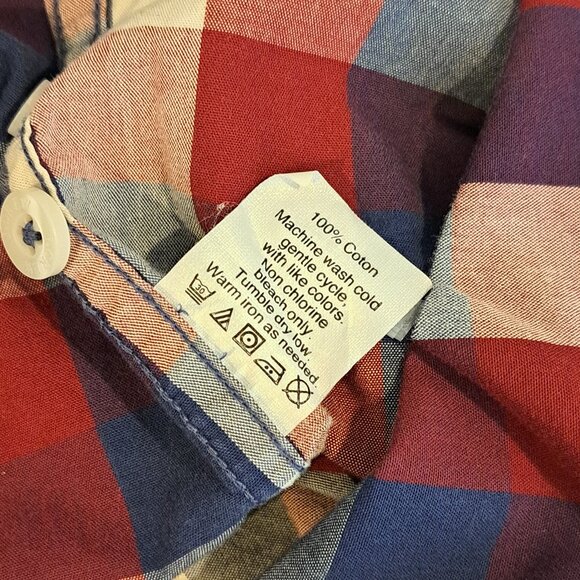 100% Coton
Machine wash cold
gentle cycle,
with like colors.
Non chlorine
bleach only.
Tumble dry low.
Warm iron as needed.
30